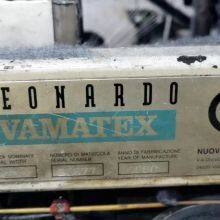 EONARDO
VAMATEX
NUMERO DI MATRICOLA
SERIAL NUMBER
ANNO DI FABBRICAZIONE
YEAR OF MANUFACTURE
NUOV